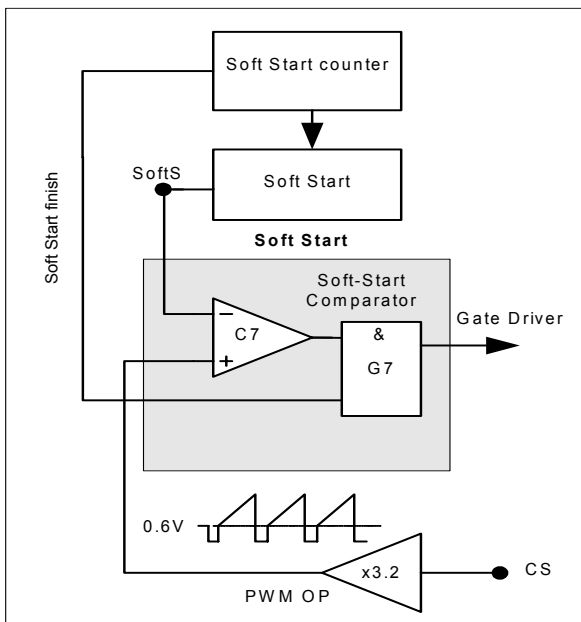 Soft Start counter
Soft Start
SoftS
Soft Start finish
Soft Start
Soft-Start
Comparator
Gate Driver
−
C7
+
&
G7
0.6V
x3.2
CS
PWM OP